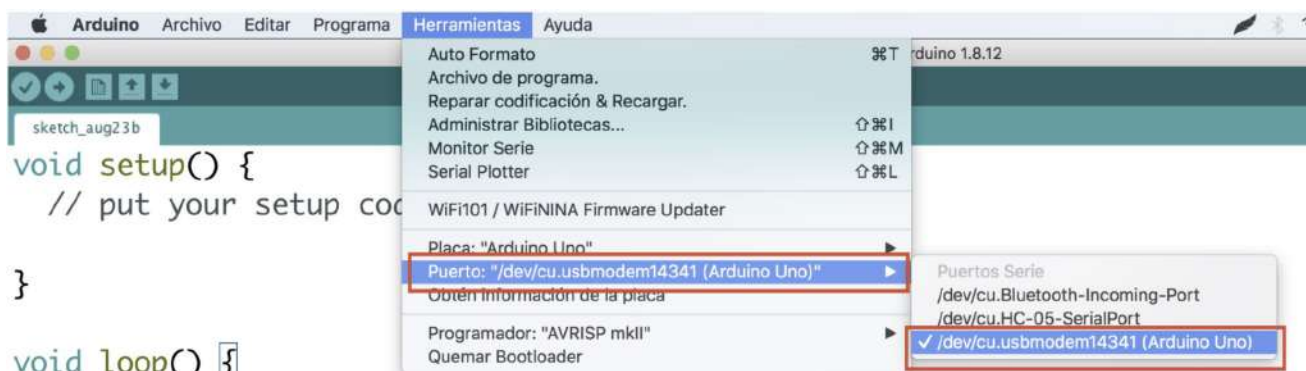 Arduino Archivo Editar Programa Herramientas Ayuda
rduino 1.8.12
sketch_aug23b
void setup() {
// put your setup cod
}
void loop() {
Auto Formato ⌘T
Archivo de programa.
Reparar codificación & Recargar.
Administrar Bibliotecas... ⇧⌘I
Monitor Serie ⇧⌘M
Serial Plotter ⇧⌘L
WiFi101 / WiFiNINA Firmware Updater
Placa: "Arduino Uno"
Puerto: "/dev/cu.usbmodem14341 (Arduino Uno)"
Obtén información de la placa
Programador: "AVRISP mkII"
Quemar Bootloader
Puertos Serie
/dev/cu.Bluetooth-Incoming-Port
/dev/cu.HC-05-SerialPort
✓ /dev/cu.usbmodem14341 (Arduino Uno)